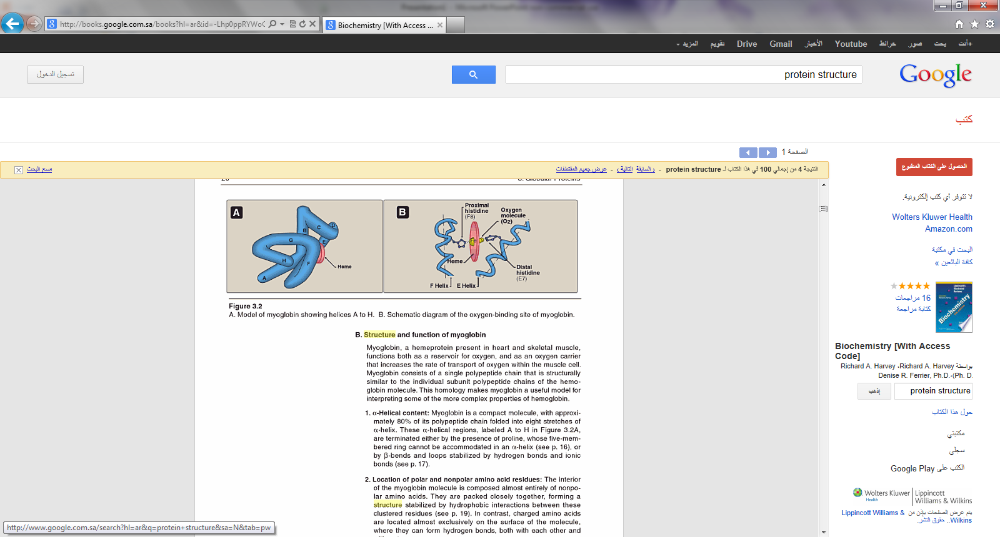 http://books.google.com.sa/books?hl=ar&id=-Lhp0ppRYWoC
Biochemistry [With Access ...
+أنت بحث صور خرائط Youtube الأخبار Gmail Drive تقويم المزيد
Google
protein structure
تسجيل الدخول
كتب
الصفحة 1
النتيجة 4 من إجمالي 100 في هذا الكتاب لـ protein structure - ‹ السابقة التالية › - عرض جميع المقتطفات
مسح البحث
3. Globular Proteins
A
B C D E F G H A
Heme
B
Proximal
histidine
(F8)
Oxygen
molecule
(O2)
Heme
Distal
histidine
(E7)
F Helix
E Helix
Figure 3.2
A. Model of myoglobin showing helices A to H. B. Schematic diagram of the oxygen-binding site of myoglobin.
B. Structure and function of myoglobin
Myoglobin, a hemeprotein present in heart and skeletal muscle,
functions both as a reservoir for oxygen, and as an oxygen carrier
that increases the rate of transport of oxygen within the muscle cell.
Myoglobin consists of a single polypeptide chain that is structurally
similar to the individual subunit polypeptide chains of the hemo-
globin molecule. This homology makes myoglobin a useful model for
interpreting some of the more complex properties of hemoglobin.
1. α-Helical content: Myoglobin is a compact molecule, with approxi-
mately 80% of its polypeptide chain folded into eight stretches of
α-helix. These α-helical regions, labeled A to H in Figure 3.2A,
are terminated either by the presence of proline, whose five-mem-
bered ring cannot be accommodated in an α-helix (see p. 16), or
by β-bends and loops stabilized by hydrogen bonds and ionic
bonds (see p. 17).
2. Location of polar and nonpolar amino acid residues: The interior
of the myoglobin molecule is composed almost entirely of nonpo-
lar amino acids. They are packed closely together, forming a
structure stabilized by hydrophobic interactions between these
clustered residues (see p. 19). In contrast, charged amino acids
are located almost exclusively on the surface of the molecule,
where they can form hydrogen bonds, both with each other and
الحصول على الكتاب المطبوع
لا تتوفر أي كتب إلكترونية.
Wolters Kluwer Health
Amazon.com
البحث في مكتبة
كافة البائعين »
16 مراجعات
كتابة مراجعة
Lippincott's
Illustrated
Reviews
Biochemistry
Biochemistry [With Access
Code]
بواسطة Richard A. Harvey، Richard A. Harvey
(Ph. D.)، Denise R. Ferrier, Ph.D.
protein structure
إذهب
حول هذا الكتاب
مكتبتي
سجلي
الكتب على Google Play
Wolters Kluwer
Health
Lippincott
Williams & Wilkins
يتم عرض الصفحات بإذن من Lippincott Williams &
Wilkins.. حقوق النشر.
http://www.google.com.sa/search?hl=ar&q=protein+structure&sa=N&tab=pw